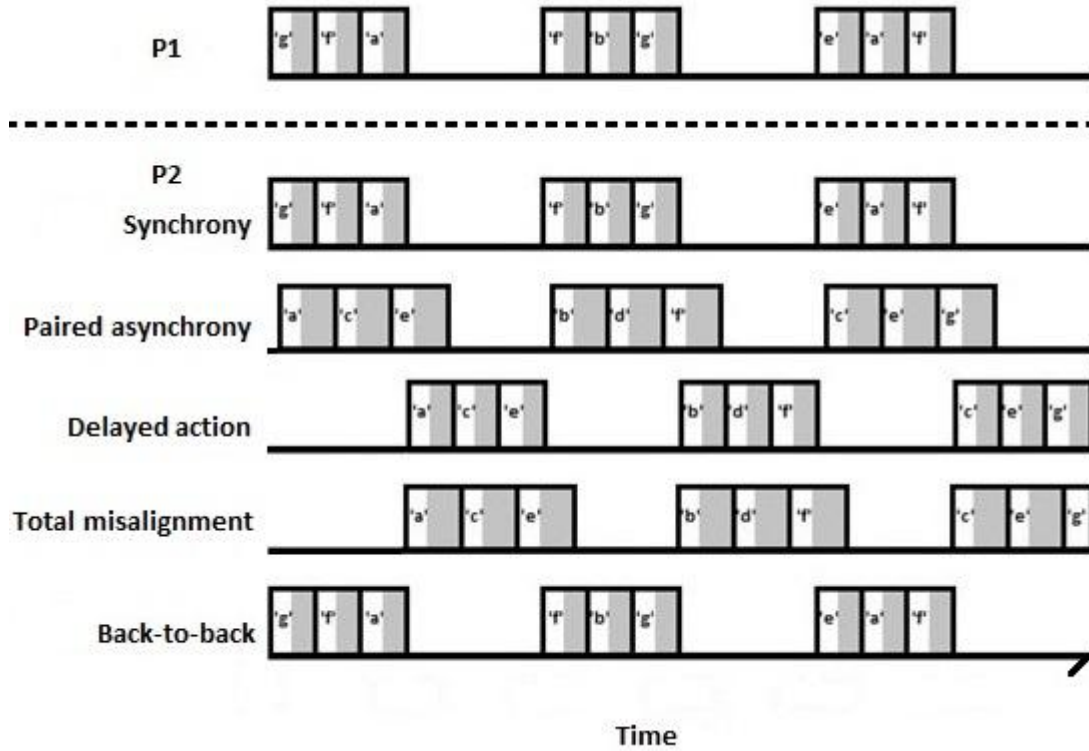 P1
'g' 'f' 'a' 'f' 'b' 'g' 'e' 'a' 'f'
P2
Synchrony
'g' 'f' 'a' 'f' 'b' 'g' 'e' 'a' 'f'
Paired asynchrony
'a' 'c' 'e' 'b' 'd' 'f' 'c' 'e' 'g'
Delayed action
'a' 'c' 'e' 'b' 'd' 'f' 'c' 'e' 'g'
Total misalignment
'a' 'c' 'e' 'b' 'd' 'f' 'c' 'e' 'g'
Back-to-back
'g' 'f' 'a' 'f' 'b' 'g' 'e' 'a' 'f'
Time